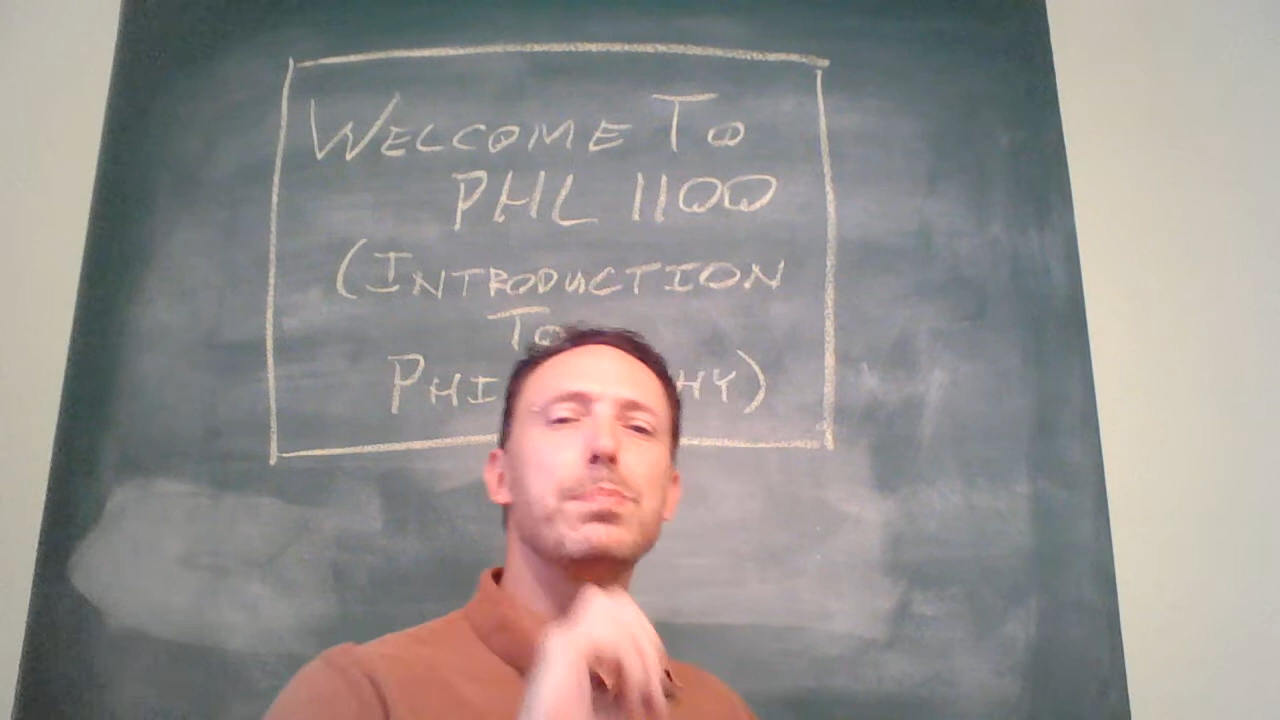 WELCOME TO
PHL 1100
(INTRODUCTION
TO
PHI HY)